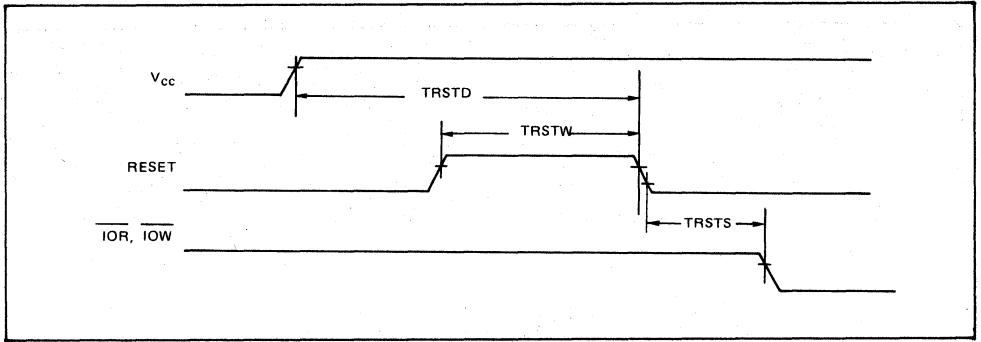 Vcc
TRSTD
TRSTW
RESET
TRSTS
IOR, IOW